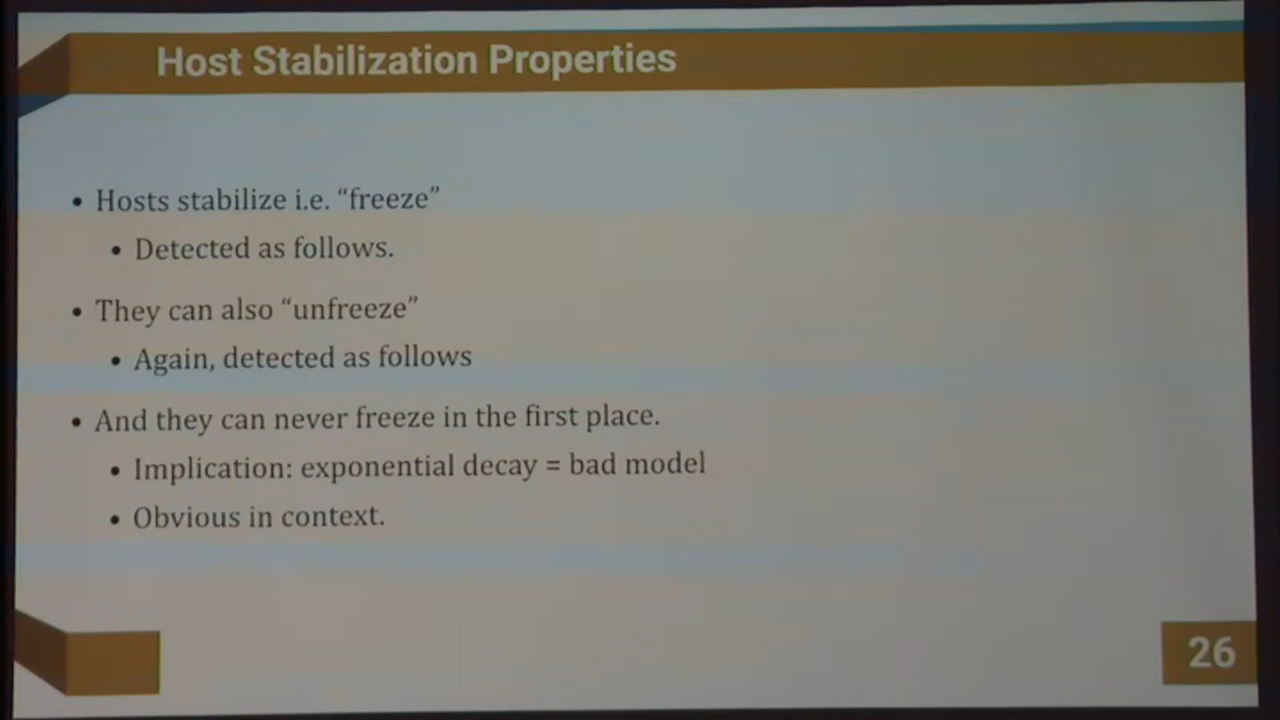 Host Stabilization Properties
• Hosts stabilize i.e. “freeze”
• Detected as follows.
• They can also “unfreeze”
• Again, detected as follows
• And they can never freeze in the first place.
• Implication: exponential decay = bad model
• Obvious in context.
26